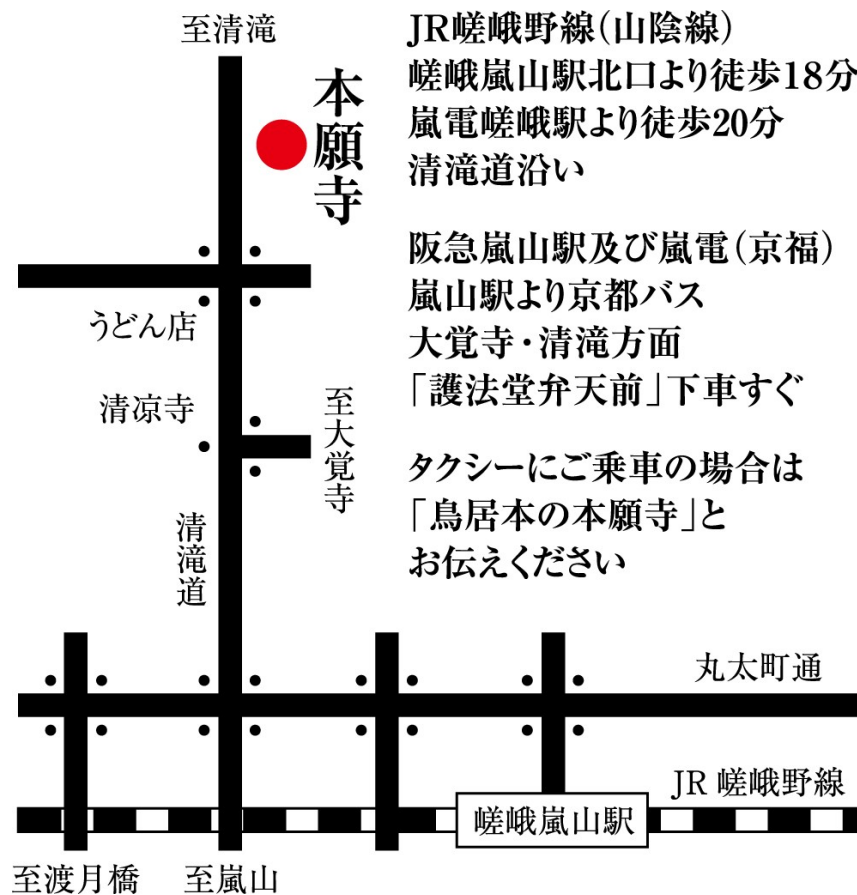 至清滝
本願寺
JR嵯峨野線(山陰線)
嵯峨嵐山駅北口より徒歩18分
嵐電嵯峨駅より徒歩20分
清滝道沿い
阪急嵐山駅及び嵐電(京福)
嵐山駅より京都バス
大覚寺・清滝方面
「護法堂弁天前」下車すぐ
タクシーにご乗車の場合は
「鳥居本の本願寺」と
お伝えください
うどん店
清凉寺
至大覚寺
清滝道
丸太町通
JR 嵯峨野線
嵯峨嵐山駅
至渡月橋
至嵐山